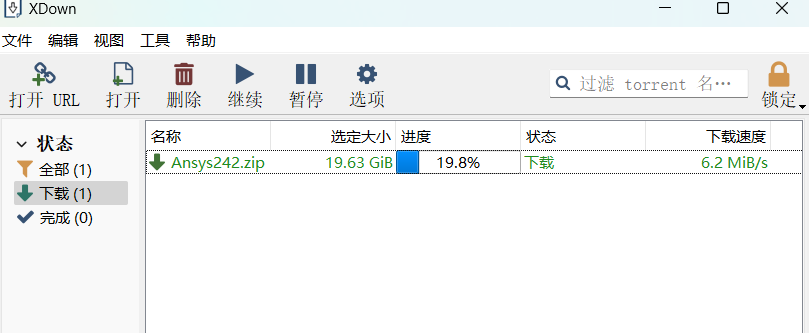 XDown
文件 编辑 视图 工具 帮助
打开 URL 打开 删除 继续 暂停 选项 过滤 torrent 名… 锁定
状态
全部 (1)
下载 (1)
完成 (0)
名称 选定大小 进度 状态 下载速度
Ansys242.zip 19.63 GiB 19.8% 下载 6.2 MiB/s